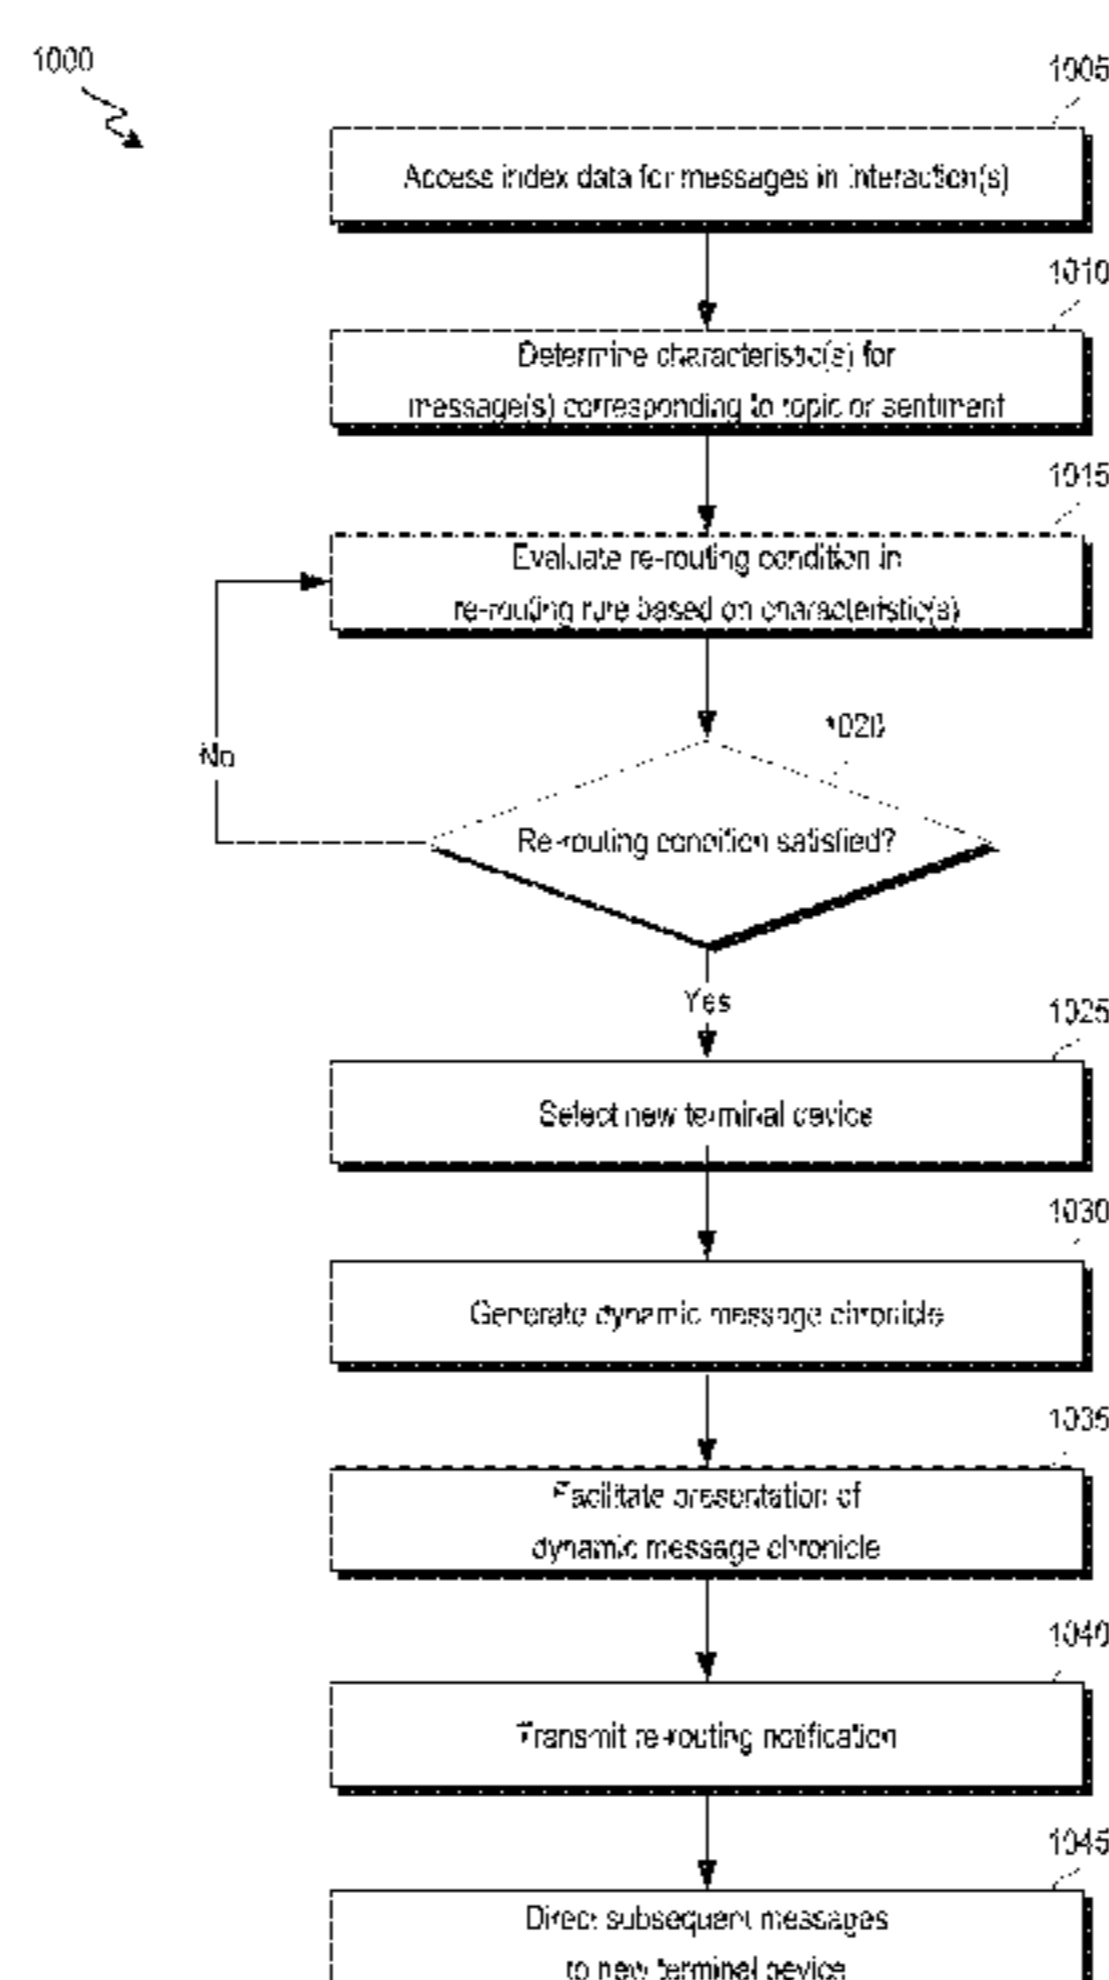 1000
1005
Access index data for messages in interaction(s)
1010
Determine characteristic(s) for
message(s) corresponding to topic or sentiment
1015
Evaluate re-routing condition in
re-routing rule based on characteristic(s)
1020
No
Re-routing condition satisfied?
Yes
1025
Select new terminal device
1030
Generate dynamic message chronicle
1035
Facilitate presentation of
dynamic message chronicle
1040
Transmit re-routing notification
1045
Direct subsequent messages
to new terminal device